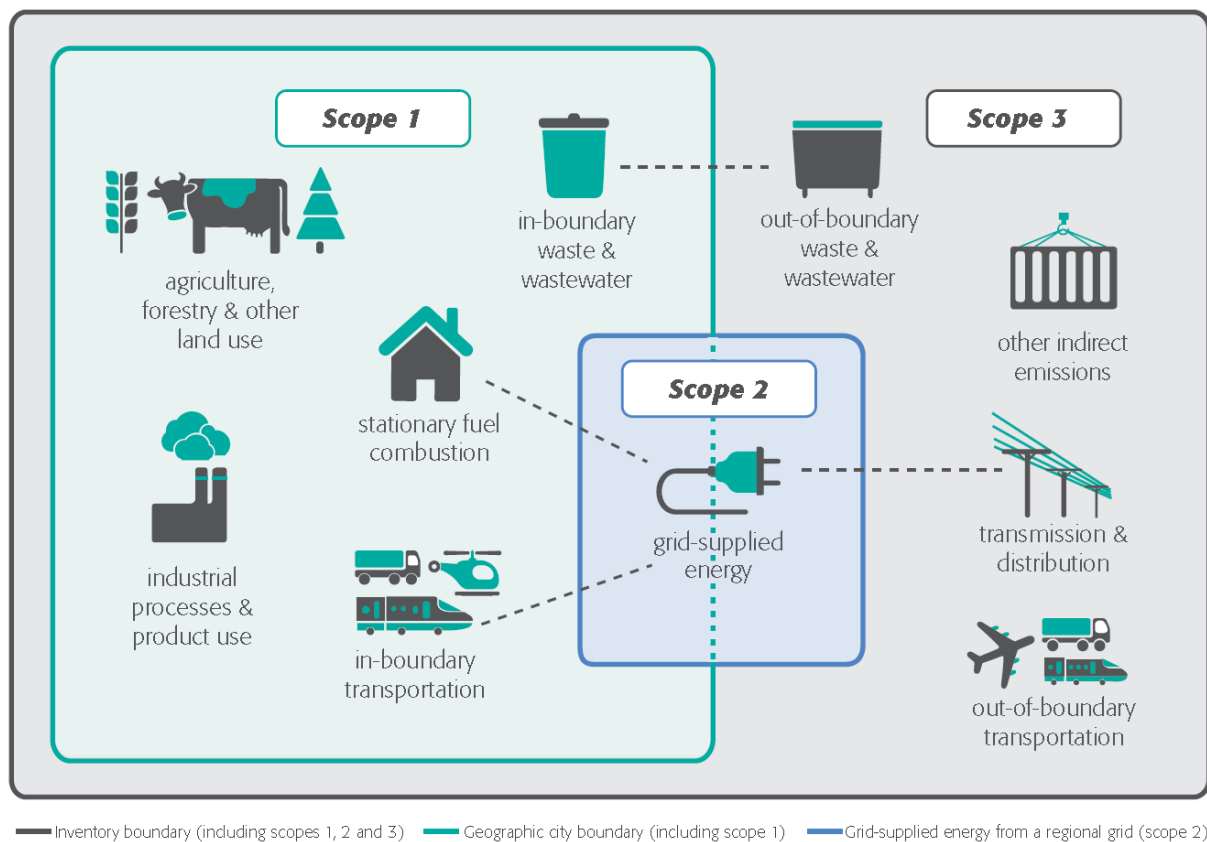 Scope 1
Scope 3
in-boundary
waste &
wastewater
out-of-boundary
waste &
wastewater
agriculture,
forestry & other
land use
other indirect
emissions
Scope 2
stationary fuel
combustion
grid-supplied
energy
transmission &
distribution
industrial
processes &
product use
in-boundary
transportation
out-of-boundary
transportation
Inventory boundary (including scopes 1, 2 and 3)
Geographic city boundary (including scope 1)
Grid-supplied energy from a regional grid (scope 2)